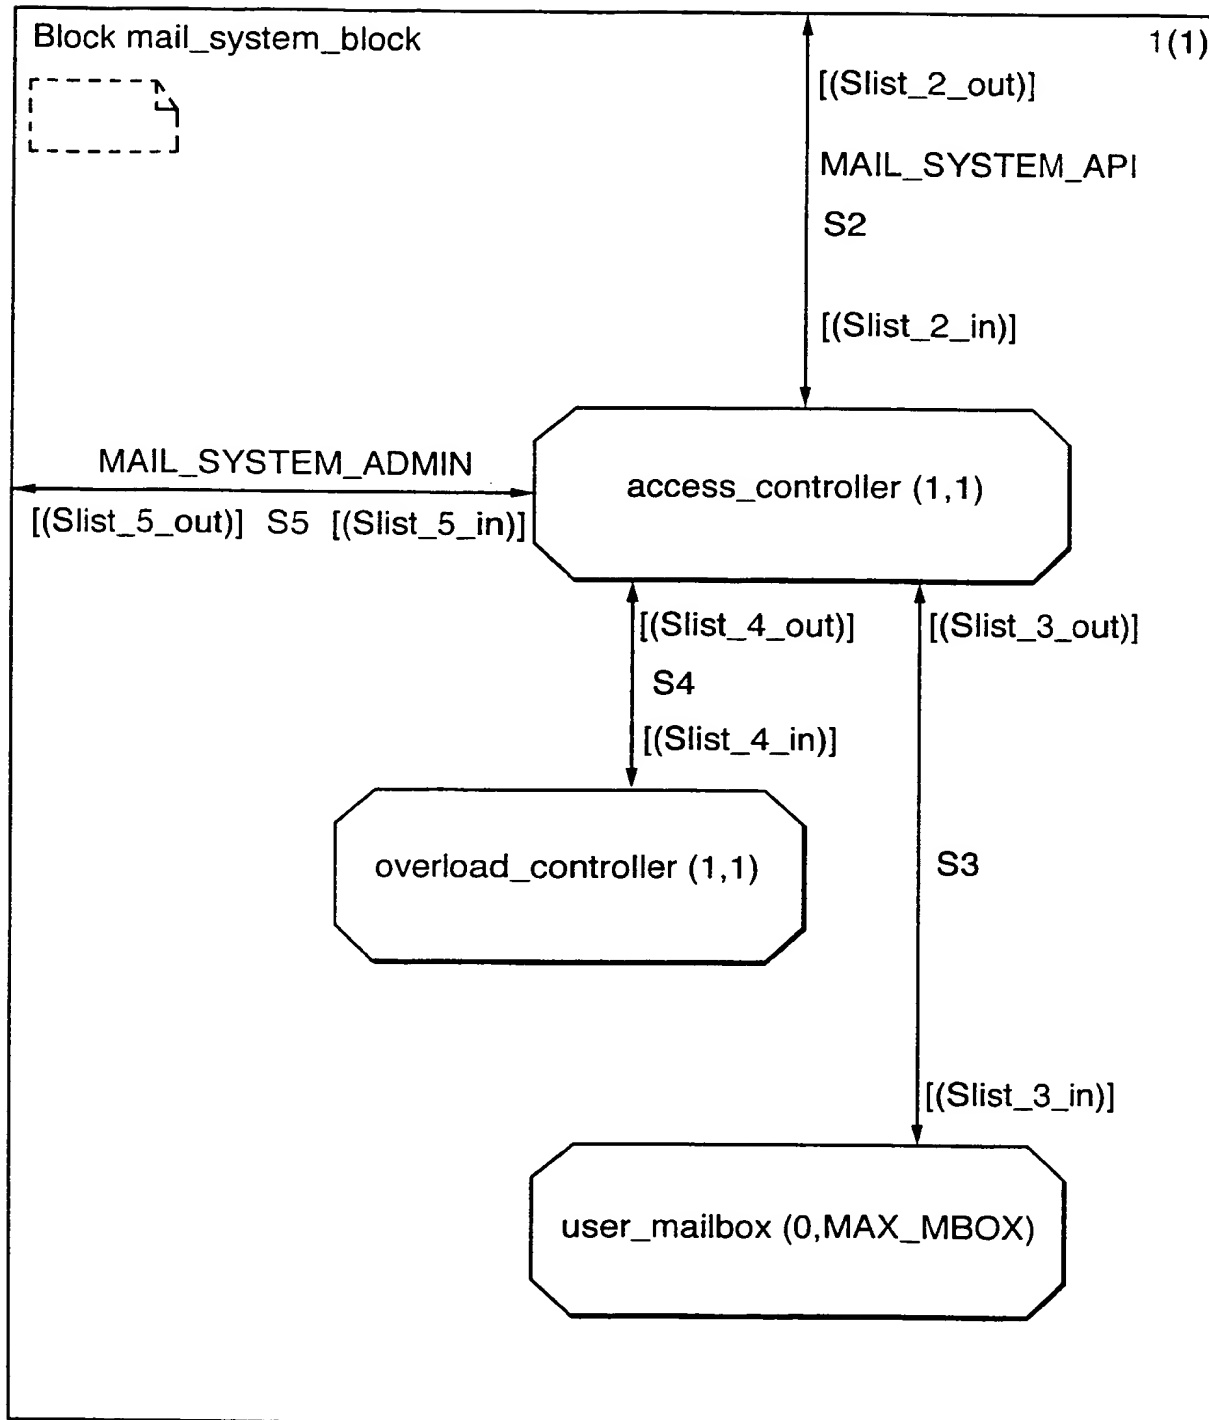 Block mail_system_block
1(1)
[(Slist_2_out)]
MAIL_SYSTEM_API
S2
[(Slist_2_in)]
MAIL_SYSTEM_ADMIN
[(Slist_5_out)] S5 [(Slist_5_in)]
access_controller (1,1)
[(Slist_4_out)]
[(Slist_3_out)]
S4
[(Slist_4_in)]
overload_controller (1,1)
S3
[(Slist_3_in)]
user_mailbox (0,MAX_MBOX)